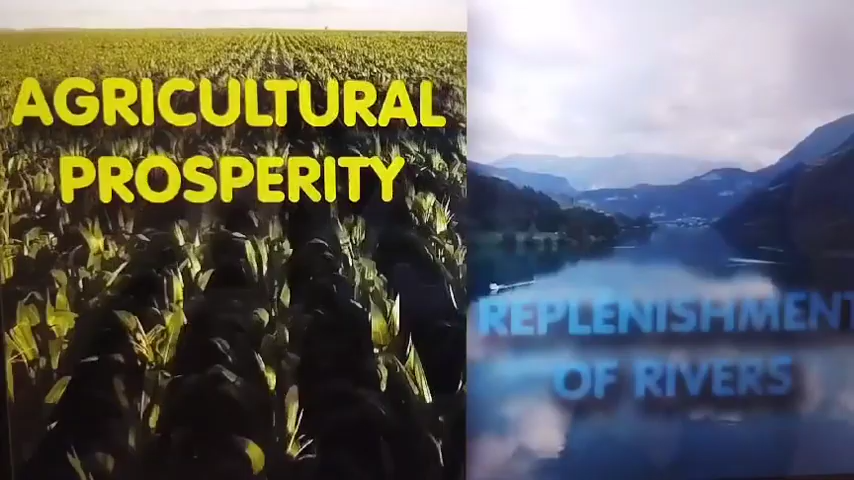 AGRICULTURAL
PROSPERITY
REPLENISHMENT
OF RIVERS